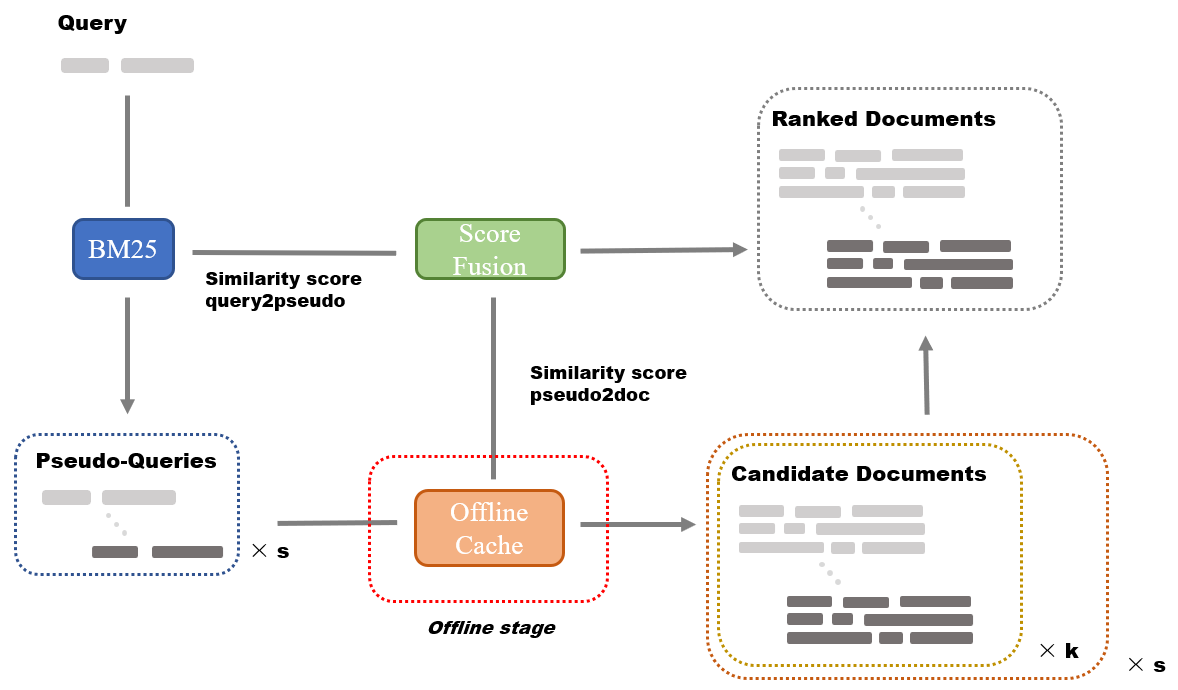 Query
Ranked Documents
BM25
Score
Fusion
Similarity score
query2pseudo
Similarity score
pseudo2doc
Pseudo-Queries
× s
Offline
Cache
Offline stage
Candidate Documents
× k
× s